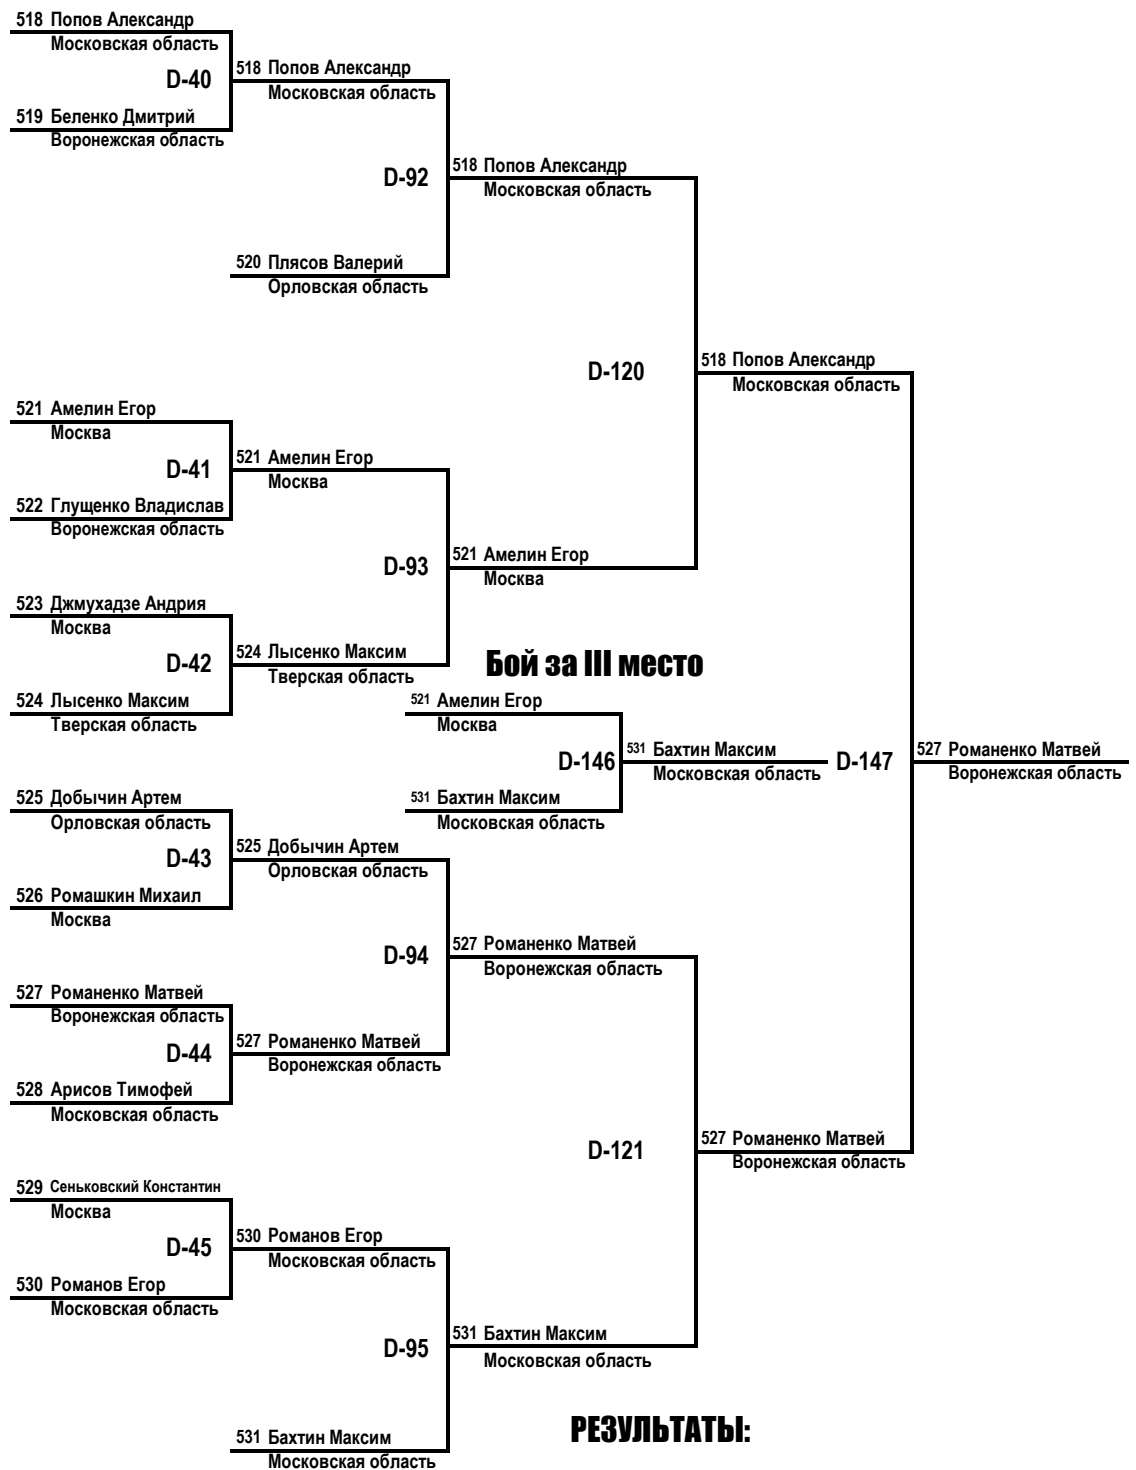 518 Попов Александр
Московская область
D-40
518 Попов Александр
Московская область
519 Беленко Дмитрий
Воронежская область
D-92
518 Попов Александр
Московская область
520 Плясов Валерий
Орловская область
D-120
518 Попов Александр
Московская область
521 Амелин Егор
Москва
D-41
521 Амелин Егор
Москва
522 Глущенко Владислав
Воронежская область
D-93
521 Амелин Егор
Москва
523 Джмухадзе Андрия
Москва
D-42
524 Лысенко Максим
Тверская область
524 Лысенко Максим
Тверская область
Бой за III место
521 Амелин Егор
Москва
D-146
531 Бахтин Максим
Московская область
531 Бахтин Максим
Московская область
D-147
527 Романенко Матвей
Воронежская область
525 Добычин Артем
Орловская область
D-43
525 Добычин Артем
Орловская область
526 Ромашкин Михаил
Москва
D-94
527 Романенко Матвей
Воронежская область
527 Романенко Матвей
Воронежская область
D-44
527 Романенко Матвей
Воронежская область
528 Арисов Тимофей
Московская область
D-121
527 Романенко Матвей
Воронежская область
529 Сеньковский Константин
Москва
D-45
530 Романов Егор
Московская область
530 Романов Егор
Московская область
D-95
531 Бахтин Максим
Московская область
531 Бахтин Максим
Московская область
РЕЗУЛЬТАТЫ: